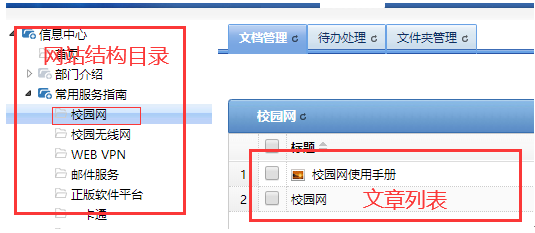 信息中心
首页
网站结构目录
部门介绍
常用服务指南
校园网
校园无线网
WEB VPN
邮件服务
正版软件平台
一卡通
文档管理 待办处理 文件夹管理
校园网
标题
1 校园网使用手册
2 校园网
文章列表